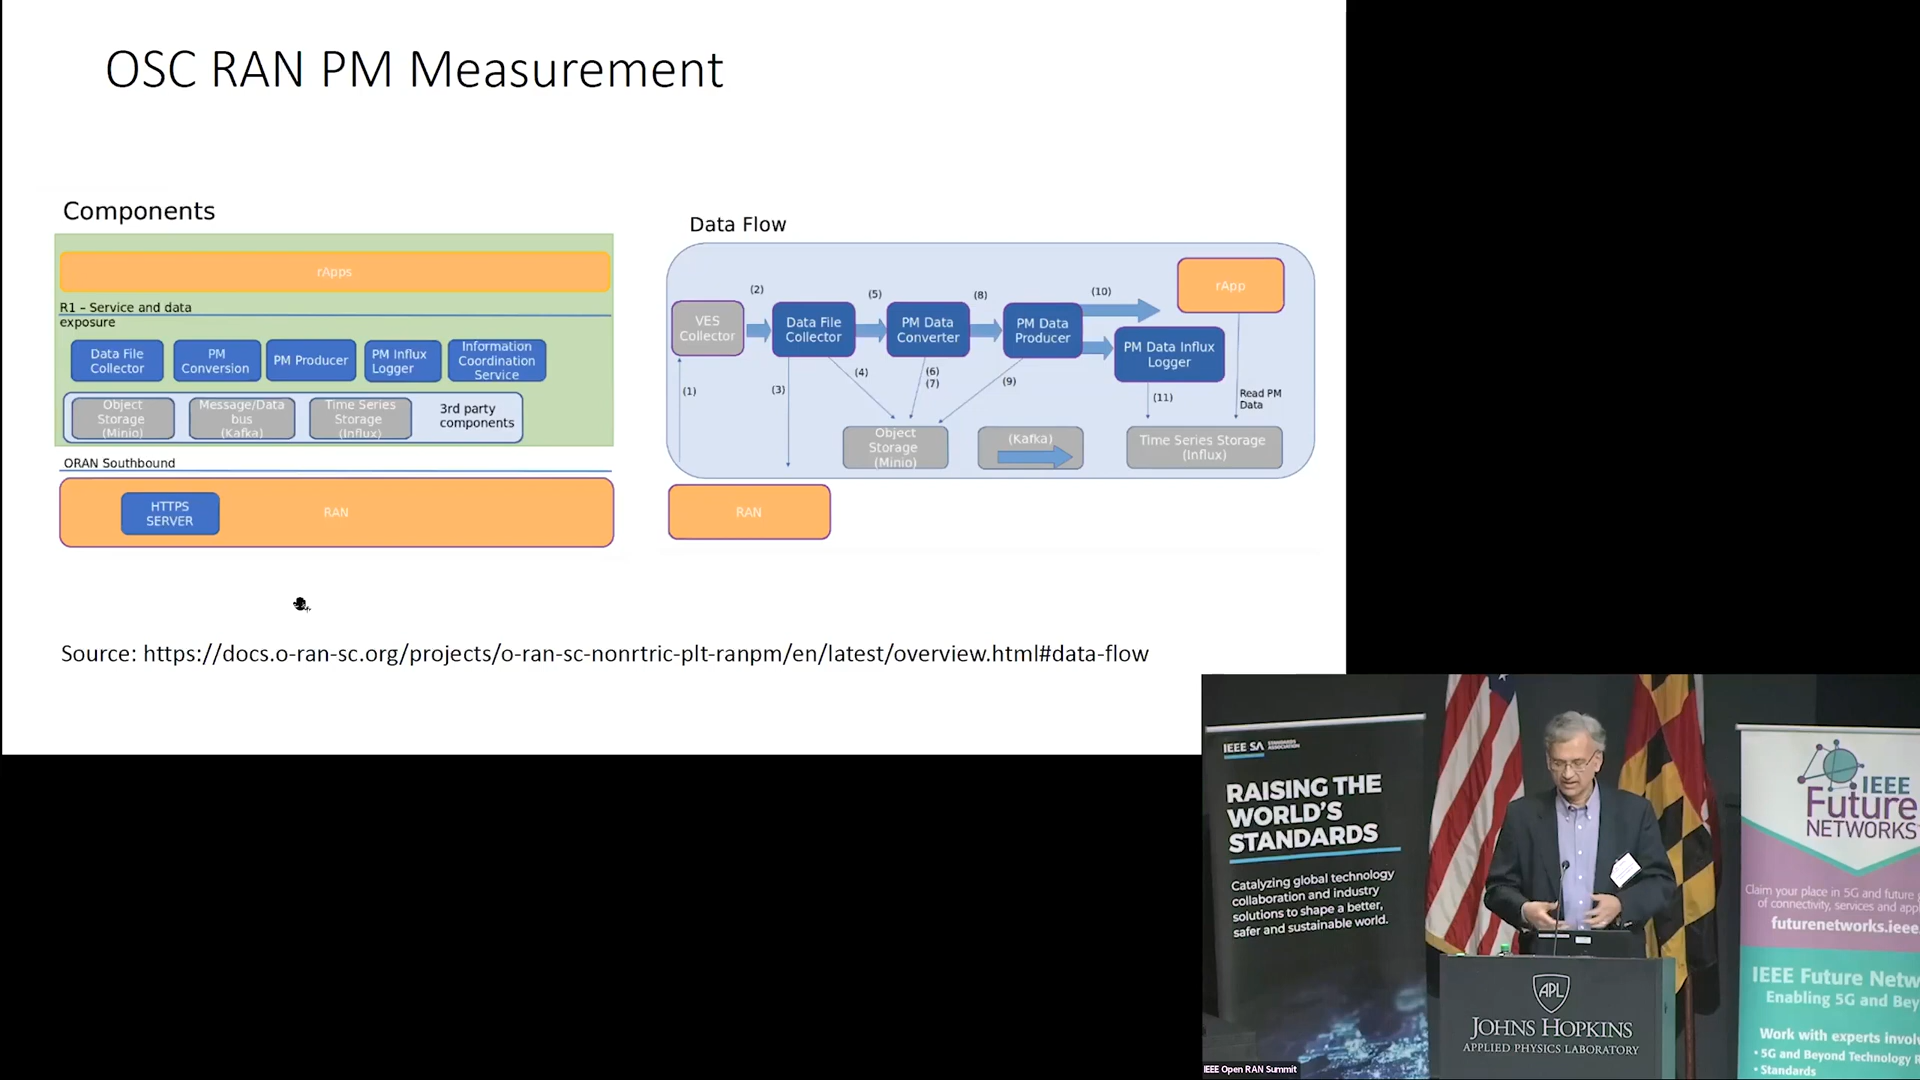 OSC RAN PM Measurement
Components
rApps
R1 – Service and data
exposure
Data File
Collector
PM
Conversion
PM Producer
PM Influx
Logger
Information
Coordination
Service
Object
Storage
(Minio)
Message/Data
bus
(Kafka)
Time Series
Storage
(Influx)
3rd party
components
ORAN Southbound
HTTPS
SERVER
RAN
Data Flow
rApp
(2)
(5)
(8)
(10)
VES
Collector
Data File
Collector
PM Data
Converter
PM Data
Producer
PM Data Influx
Logger
(1)
(3)
(4)
(6)
(7)
(9)
(11)
Read PM
Data
Object
Storage
(Minio)
(Kafka)
Time Series Storage
(Influx)
RAN
Source: https://docs.o-ran-sc.org/projects/o-ran-sc-nonrtric-plt-ranpm/en/latest/overview.html#data-flow
IEEE SA STANDARDS
ASSOCIATION
RAISING THE
WORLD'S
STANDARDS
Catalyzing global technology
collaboration and industry
solutions to shape a better,
safer and sustainable world.
IEEE
Future
NETWORKS
Claim your place in 5G and future
of connectivity, services and app
futurenetworks.ieee.
IEEE Future Netw
Enabling 5G and Bey
Work with experts involv
• 5G and Beyond Technology R
• Standards
APL
JOHNS HOPKINS
APPLIED PHYSICS LABORATORY
IEEE Open RAN Summit